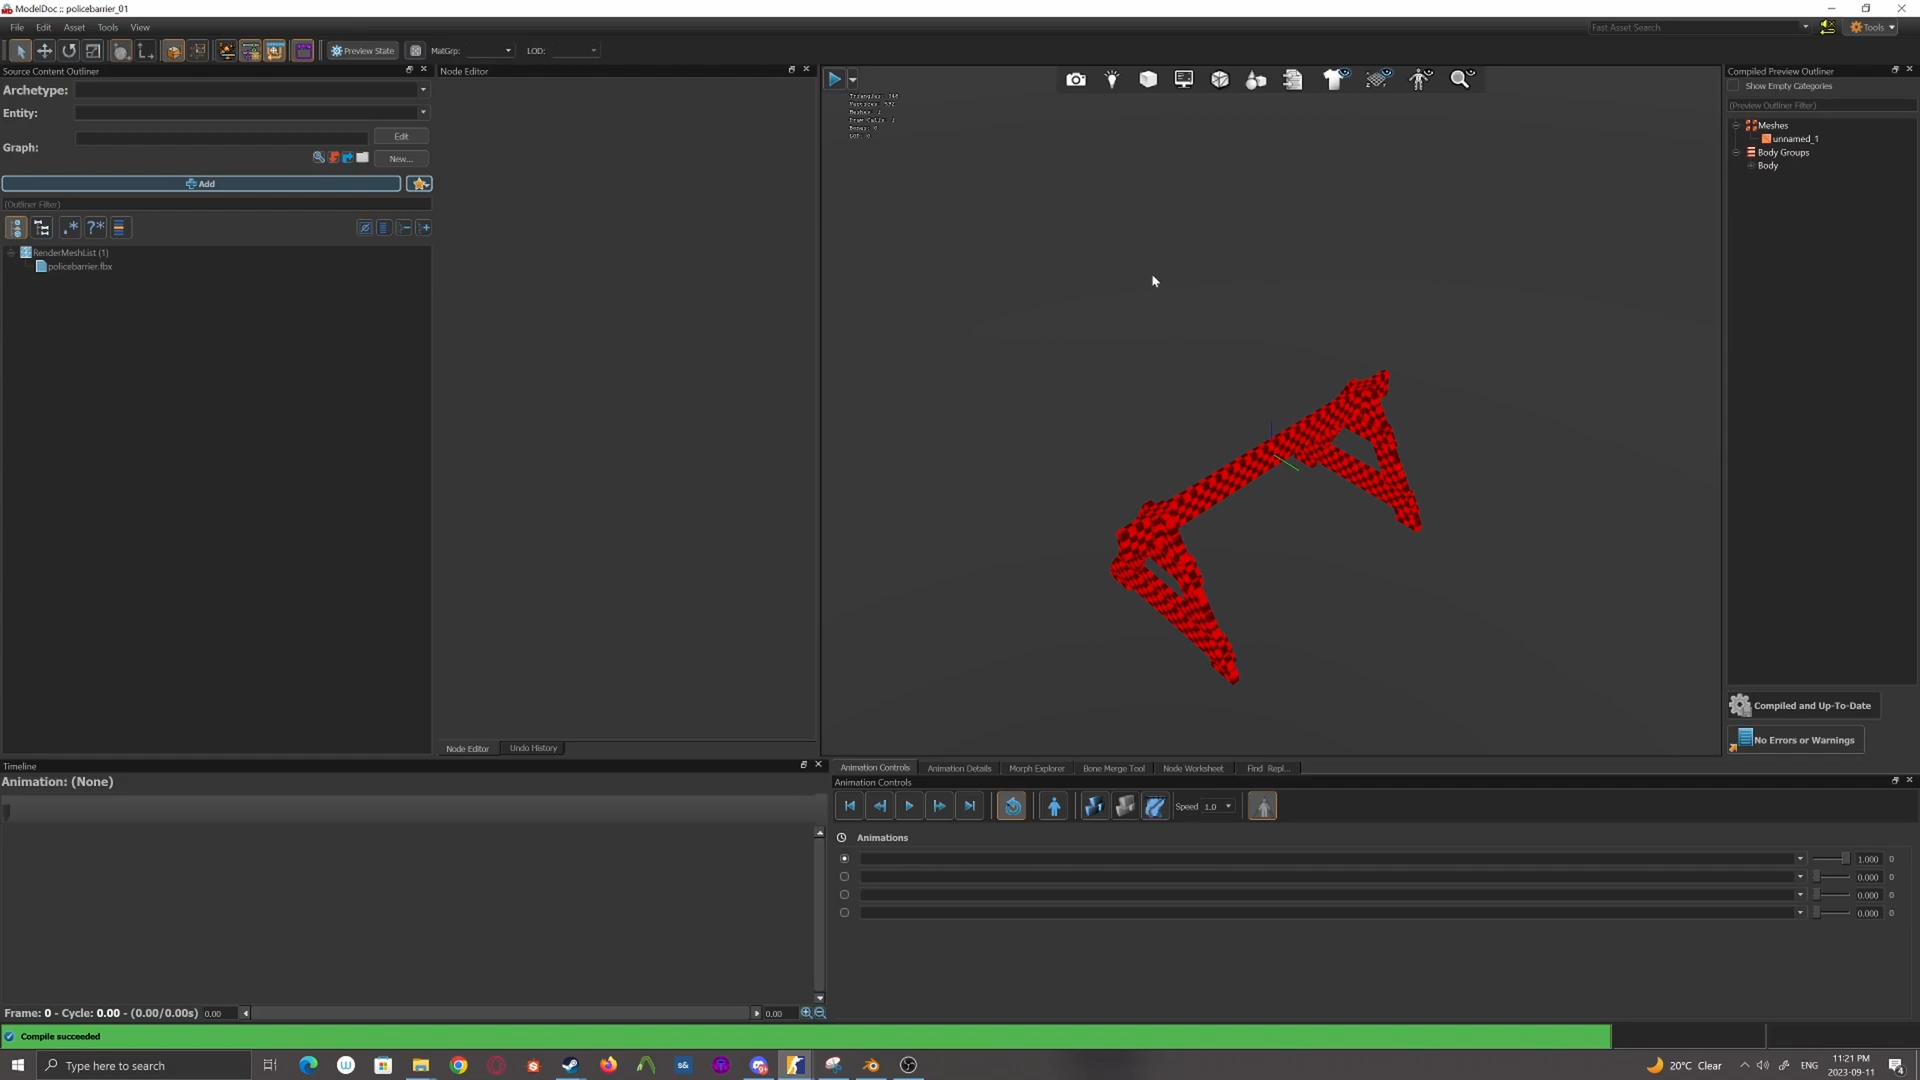 ModelDoc :: policebarrier_01
File Edit Asset Tools View
Fast Asset Search
Tools
Preview State
MatGrp:
LOD:
Source Content Outliner
Node Editor
Compiled Preview Outliner
Archetype:
Show Empty Categories
Entity:
(Preview Outliner Filter)
Graph:
Edit
New...
Meshes
unnamed_1
Body Groups
Body
Add
(Outliner Filter)
RenderMeshList (1)
policebarrier.fbx
Compiled and Up-To-Date
No Errors or Warnings
Node Editor Undo History
Timeline
Animation: (None)
Animation Controls Animation Details Morph Explorer Bone Merge Tool Node Worksheet Find Repl...
Animation Controls
Speed 1.0
Animations
1.000 0
0.000 0
0.000 0
0.000 0
Frame: 0 - Cycle: 0.00 - (0.00/0.00s) 0.00
0.00
Compile succeeded
Type here to search
20°C Clear
ENG
11:21 PM
2023-09-11